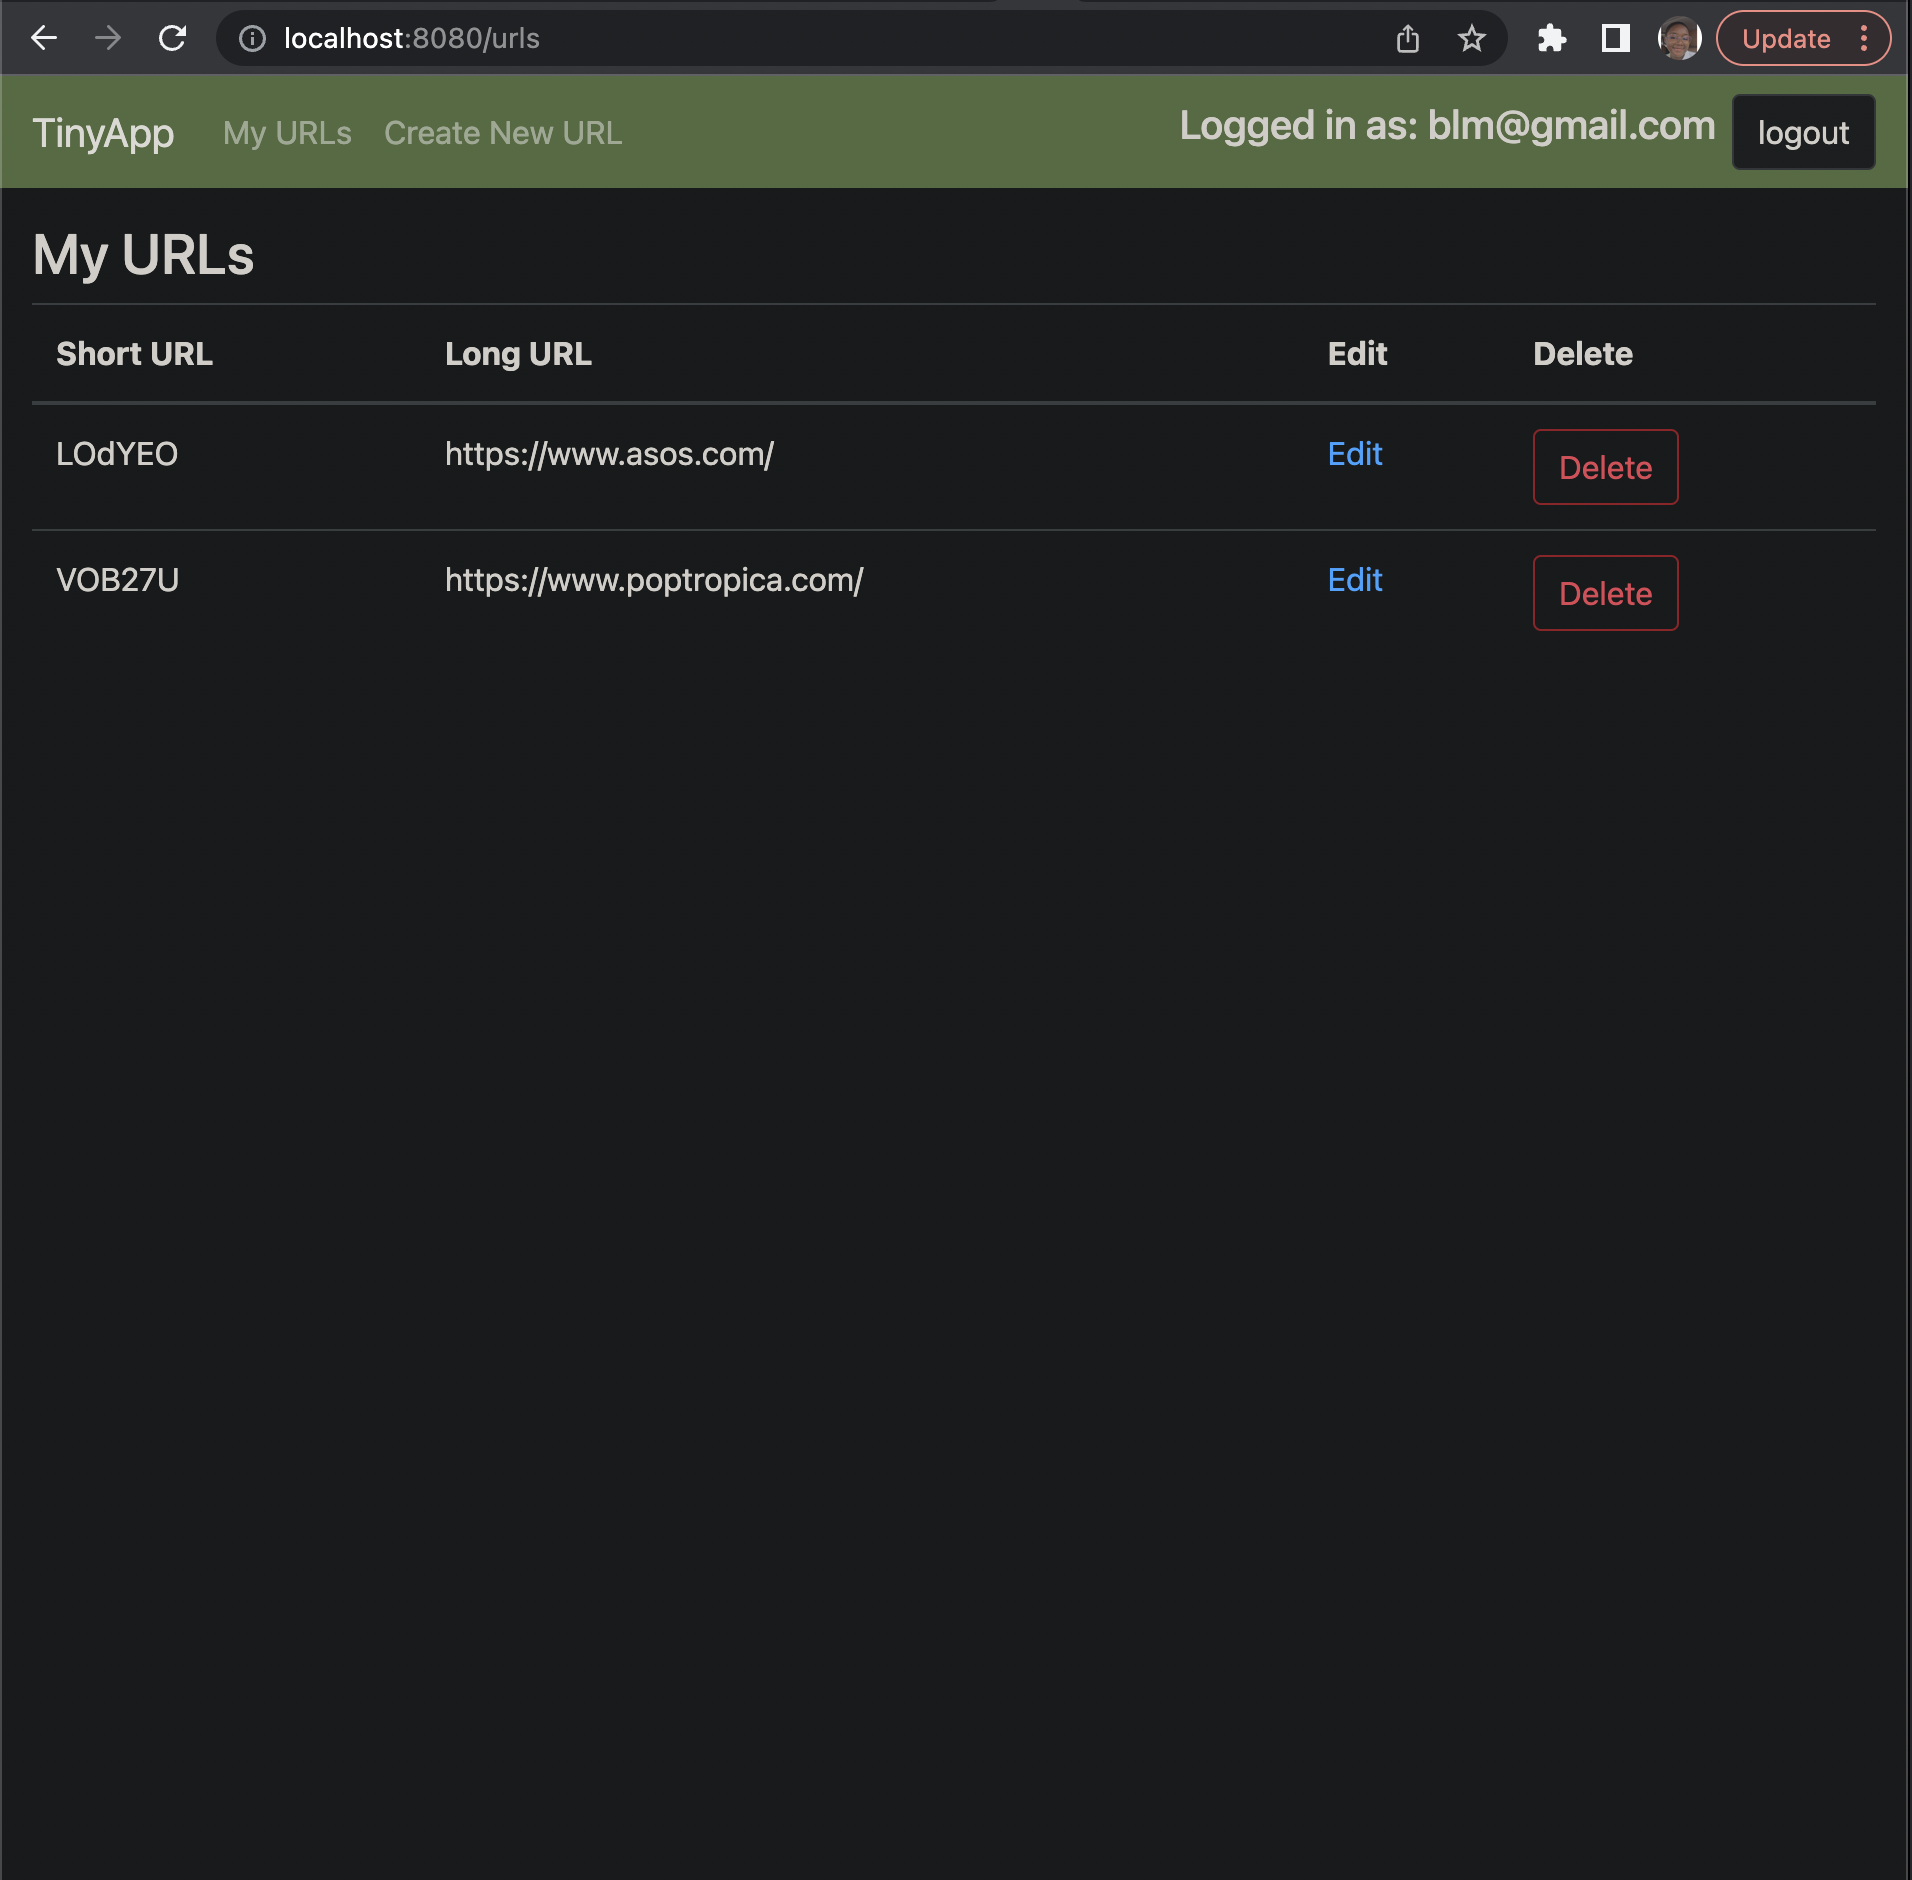 localhost:8080/urls
Update
TinyApp My URLs Create New URL Logged in as: blm@gmail.com logout
My URLs
Short URL Long URL Edit Delete
LOdYEO https://www.asos.com/ Edit Delete
VOB27U https://www.poptropica.com/ Edit Delete